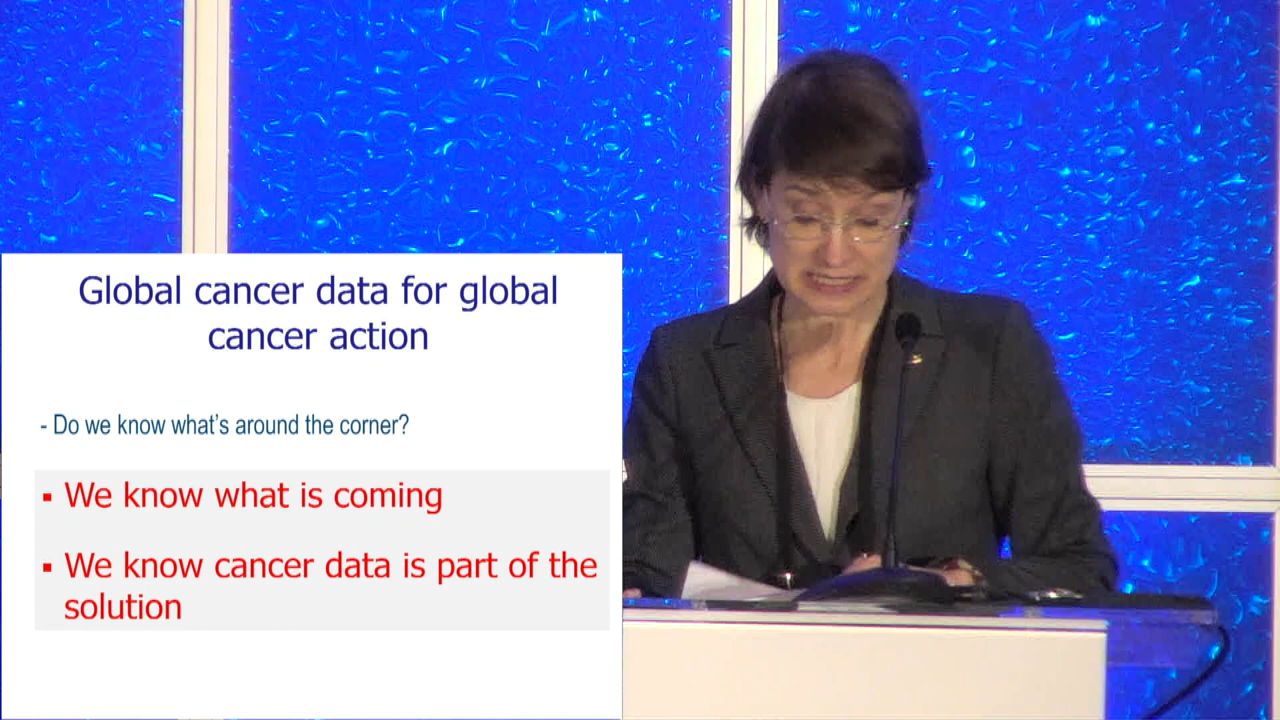 Global cancer data for global
cancer action
- Do we know what's around the corner?
▪ We know what is coming
▪ We know cancer data is part of the
solution